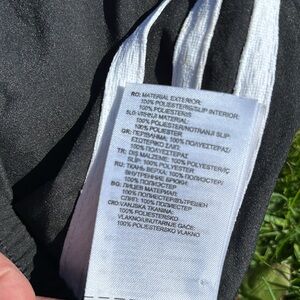 RO: MATERIAL EXTERIOR:
100% POLIESTER/SLIP INTERIOR:
100% POLIESTER
SLO: VRHNJI MATERIAL:
100% POLIESTER/NOTRANJI SLIP:
100% POLIESTER
GR: ΠΕΡΙΒΛΗΜΑ: 100% ΠΟΛΥΕΣΤΕΡΑΣ/
ΕΣΩΤΕΡΙΚΟ ΣΛΙΠ:
100% ΠΟΛΥΕΣΤΕΡΑΣ
TR: DIŞ MALZEME: 100% POLYESTER/İÇ
SLİP: 100% POLYESTER
RU: ТКАНЬ ВЕРХА: 100% ПОЛИЭСТЕР/
ВНУТРЕННИЕ БРЮКИ:
100% ПОЛИЭСТЕР
BG: ЛИЦЕВ МАТЕРИАЛ:
100% ПОЛИЕСТЕР/ВЪТРЕШЕН
СЛИП: 100% ПОЛИЕСТЕР
CRO: VANJSKA TKANINA:
100% POLIESTERSKO
VLAKNO/UNUTARNJE GAĆE:
100% POLIESTERSKO VLAKNO